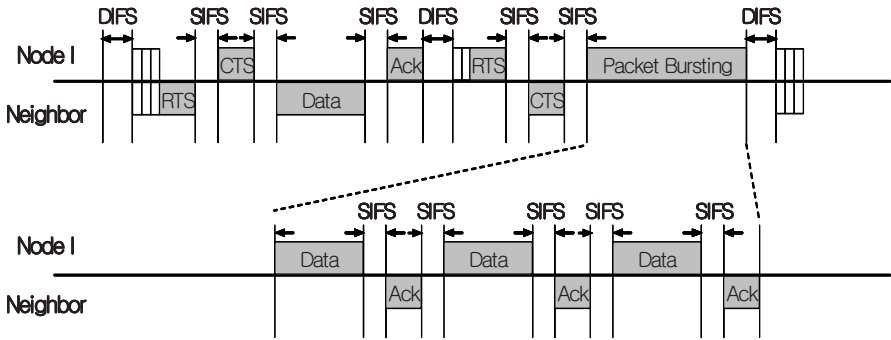 DIFS SIFS SIFS SIFS DIFS SIFS SIFS DIFS
Node I CTS Ack RTS Packet Bursting
Neighbor RTS Data CTS
SIFS SIFS SIFS SIFS SIFS
Node I Data Data Data
Neighbor Ack Ack Ack